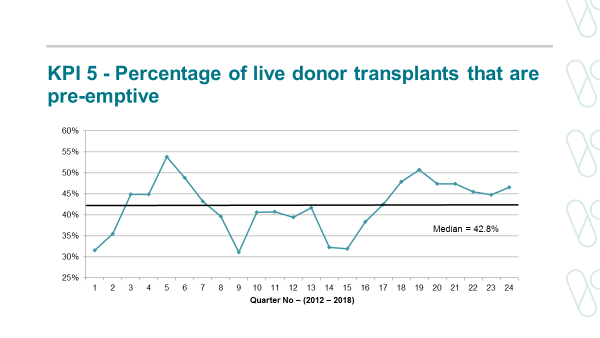 KPI 5 - Percentage of live donor transplants that are
pre-emptive
60%
55%
50%
45%
40%
35%
30%
25%
Median = 42.8%
1 2 3 4 5 6 7 8 9 10 11 12 13 14 15 16 17 18 19 20 21 22 23 24
Quarter No – (2012 – 2018)